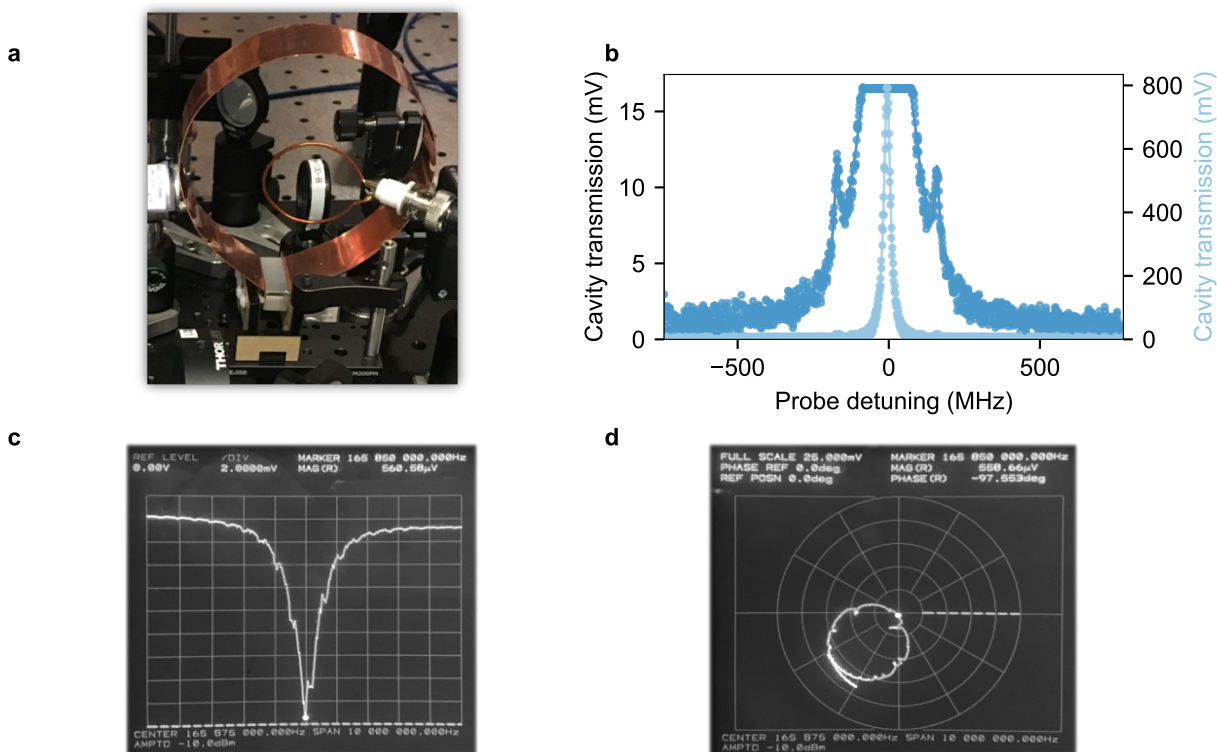 a
B-00
THOR
M200PM
b
Cavity transmission (mV)
15
10
5
0
800
600
400
200
0
Cavity transmission (mV)
−500
0
500
Probe detuning (MHz)
c
REF LEVEL /DIV MARKER 165 850 000.000Hz
0.00V 2.0000mV MAG(R) 560.58μV
CENTER 165 875 000.000Hz SPAN 10 000 000.000Hz
AMPTD -10.0dBm
d
FULL SCALE 25.000mV MARKER 165 850 000.000Hz
PHASE REF 0.0deg MAG(R) 558.66μV
REF POSN 0.0deg PHASE(R) -97.553deg
CENTER 165 875 000.000Hz SPAN 10 000 000.000Hz
AMPTD -10.0dBm